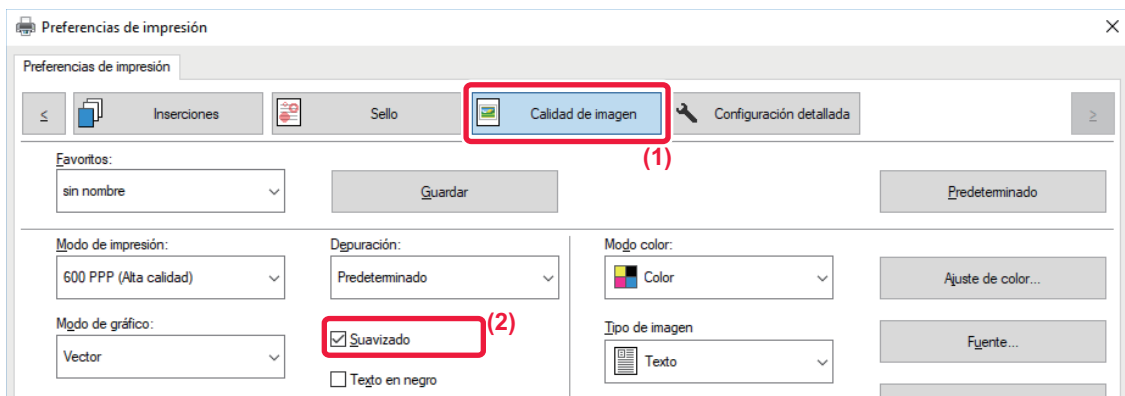 Preferencias de impresión
Preferencias de impresión
< Inserciones Sello Calidad de imagen Configuración detallada >
(1)
Favoritos:
sin nombre Guardar Predeterminado
Modo de impresión: Depuración: Modo color:
600 PPP (Alta calidad) Predeterminado Color Ajuste de color...
Modo de gráfico: (2) Tipo de imagen
Suavizado Fuente...
Vector Texto
Texto en negro